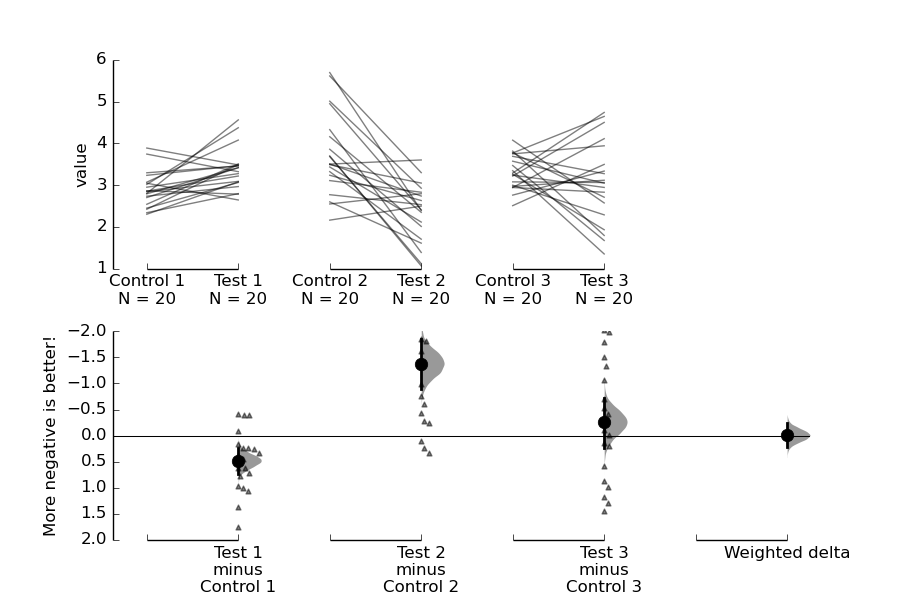 6
5
4
3
2
1
value
Control 1
N = 20
Test 1
N = 20
Control 2
N = 20
Test 2
N = 20
Control 3
N = 20
Test 3
N = 20
−2.0
−1.5
−1.0
−0.5
0.0
0.5
1.0
1.5
2.0
More negative is better!
Test 1
minus
Control 1
Test 2
minus
Control 2
Test 3
minus
Control 3
Weighted delta